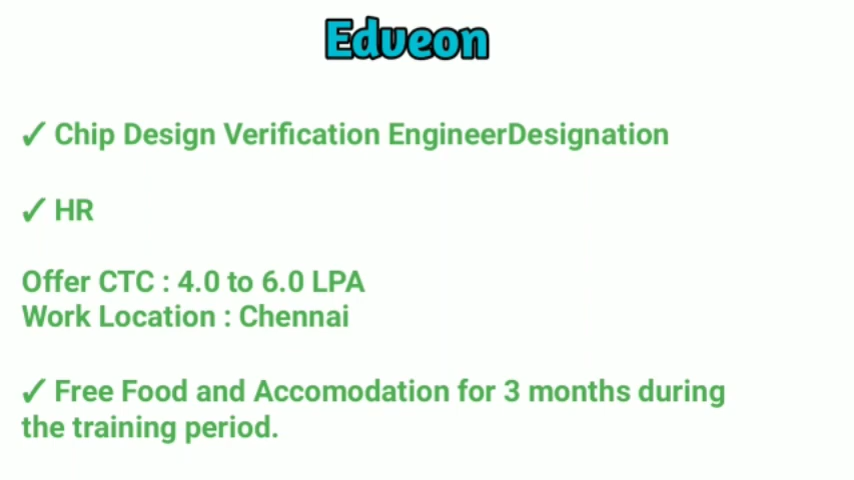 Edueon
✓ Chip Design Verification EngineerDesignation
✓ HR
Offer CTC : 4.0 to 6.0 LPA
Work Location : Chennai
✓ Free Food and Accomodation for 3 months during
the training period.